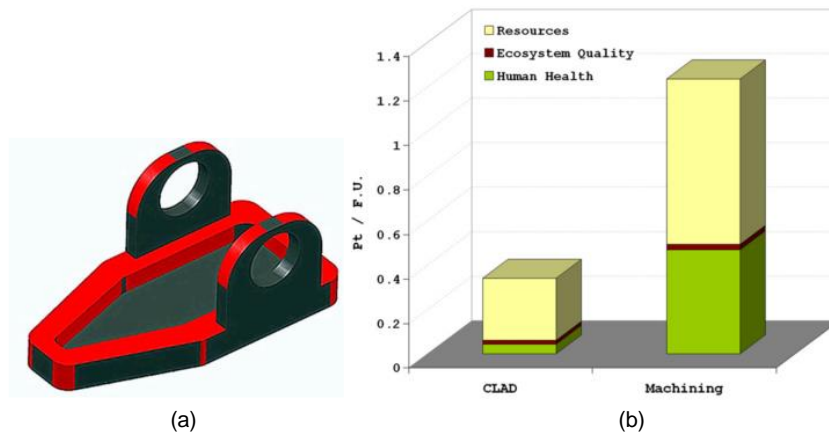 Resources
Ecosystem Quality
Human Health
1.4
1.2
1
0.8
0.6
0.4
0.2
0
Pt / F.U.
CLAD Machining
(a) (b)